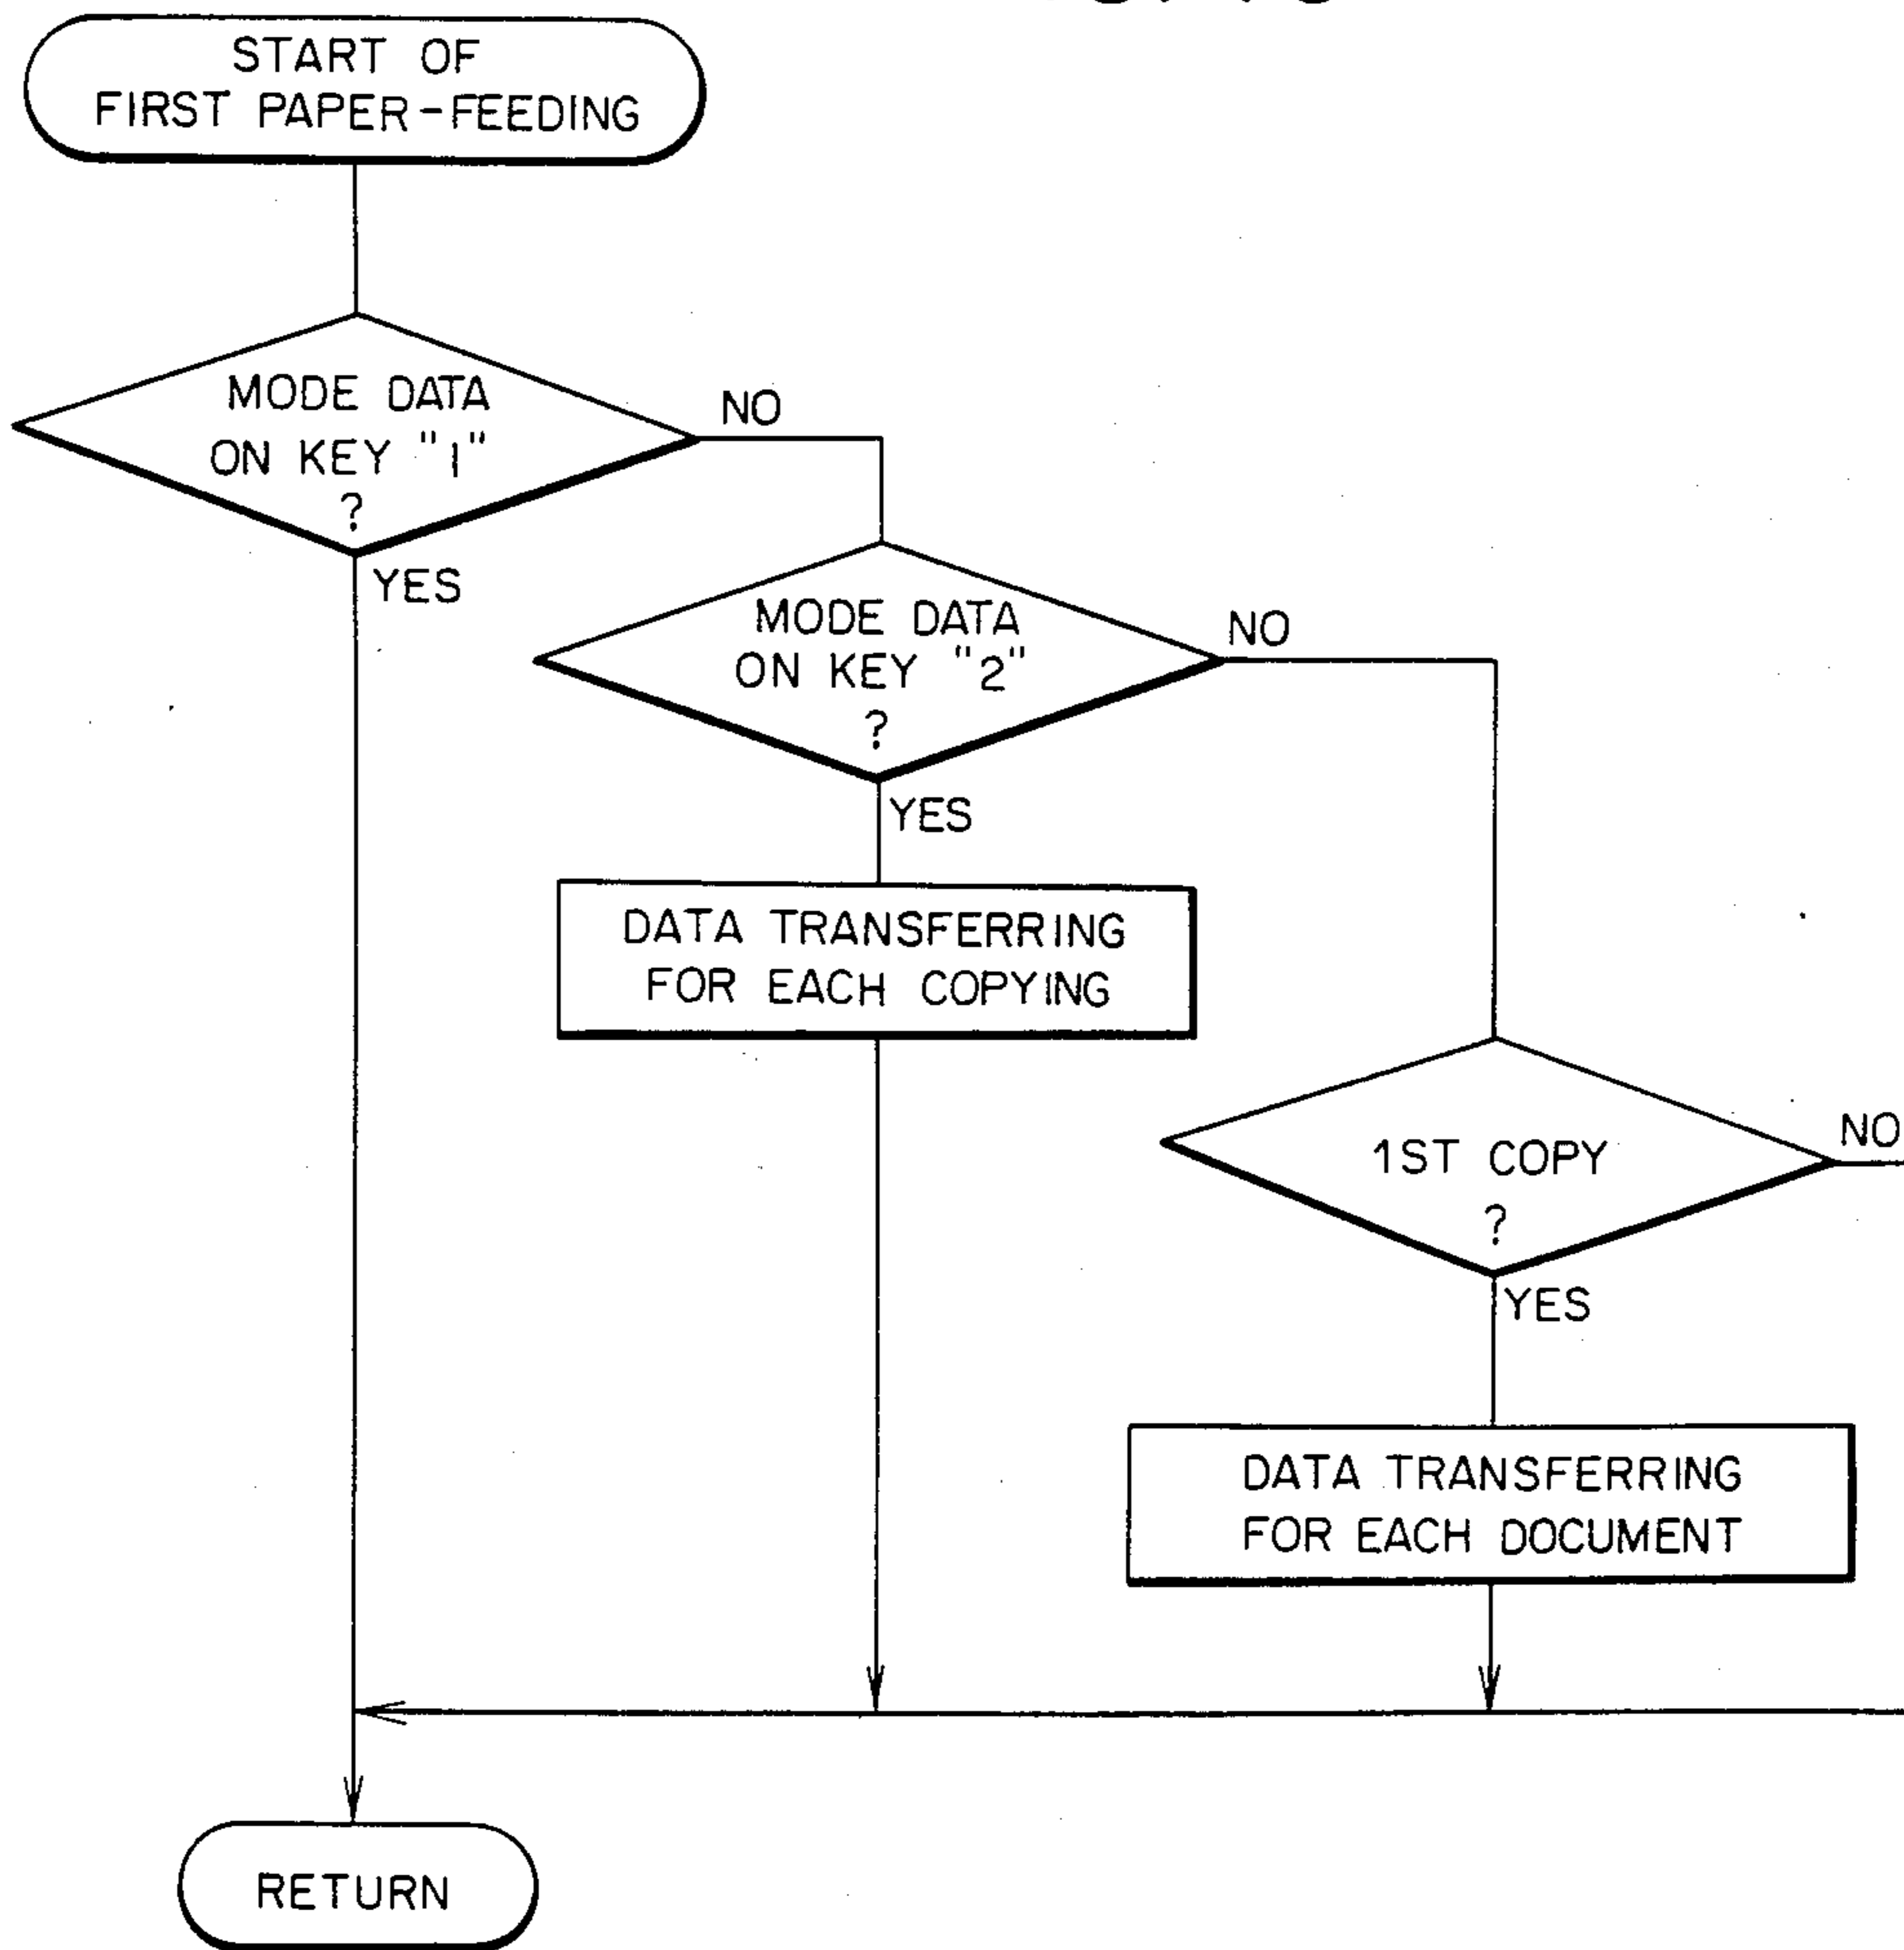 START OF
FIRST PAPER-FEEDING
MODE DATA
ON KEY "1"
?
NO
YES
MODE DATA
ON KEY "2"
?
NO
YES
DATA TRANSFERRING
FOR EACH COPYING
1ST COPY
?
NO
YES
DATA TRANSFERRING
FOR EACH DOCUMENT
RETURN